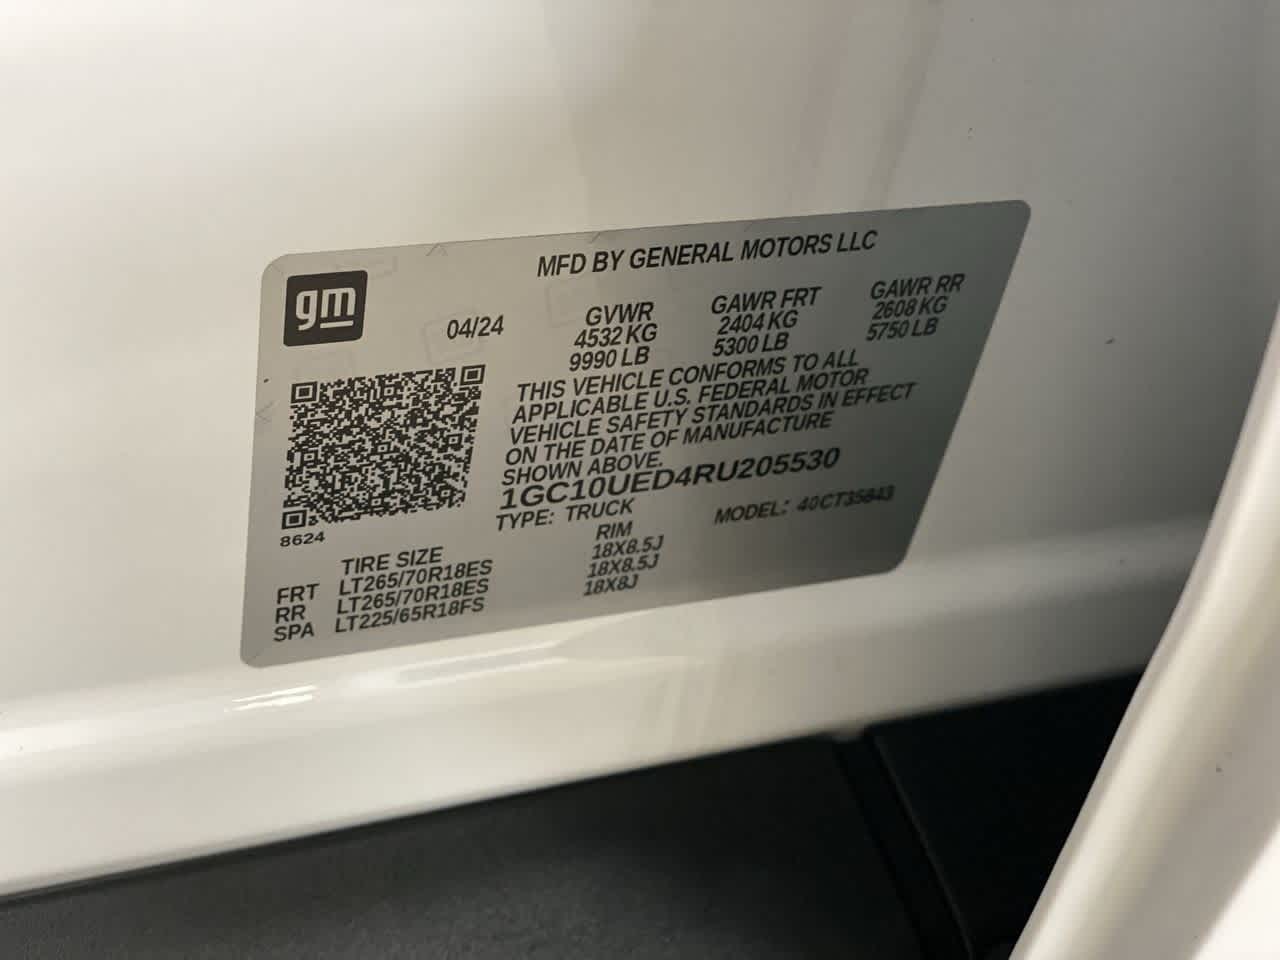 gm
MFD BY GENERAL MOTORS LLC
04/24
GVWR GAWR FRT GAWR RR
4532 KG 2404 KG 2608 KG
9990 LB 5300 LB 5750 LB
THIS VEHICLE CONFORMS TO ALL
APPLICABLE U.S. FEDERAL MOTOR
VEHICLE SAFETY STANDARDS IN EFFECT
ON THE DATE OF MANUFACTURE
SHOWN ABOVE.
1GC10UED4RU205530
TYPE: TRUCK MODEL: 40CT35843
8624
TIRE SIZE RIM
FRT LT265/70R18ES 18X8.5J
RR LT265/70R18ES 18X8.5J
SPA LT225/65R18FS 18X8J